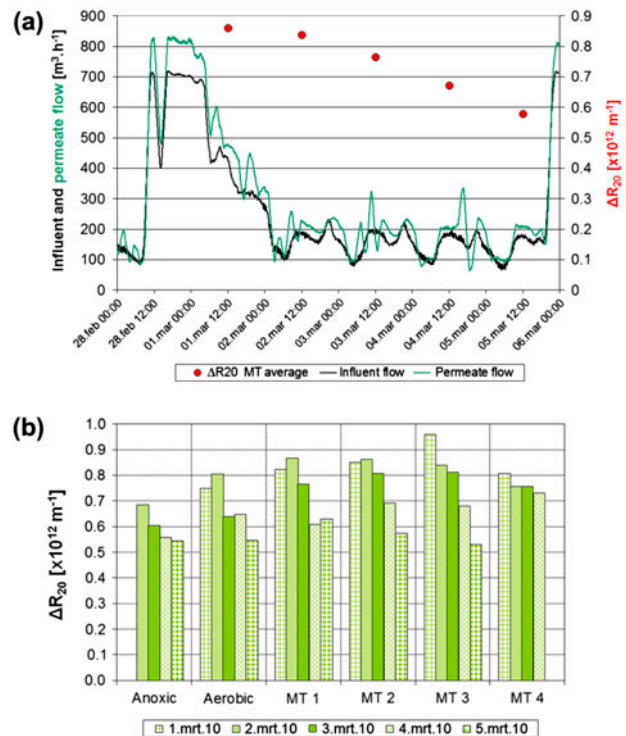 (a)
Influent and permeate flow [m³.h⁻¹]
900
800
700
600
500
400
300
200
100
0
0.9
0.8
0.7
0.6
0.5
0.4
0.3
0.2
0.1
0
ΔR₂₀ [x10¹² m⁻¹]
28.feb 00:00
28.feb 12:00
01.mar 00:00
01.mar 12:00
02.mar 00:00
02.mar 12:00
03.mar 00:00
03.mar 12:00
04.mar 00:00
04.mar 12:00
05.mar 00:00
05.mar 12:00
06.mar 00:00
ΔR20 MT average Influent flow Permeate flow
(b)
ΔR₂₀ [x10¹² m⁻¹]
1.0
0.9
0.8
0.7
0.6
0.5
0.4
0.3
0.2
0.1
0.0
Anoxic Aerobic MT 1 MT 2 MT 3 MT 4
1.mrt.10 2.mrt.10 3.mrt.10 4.mrt.10 5.mrt.10